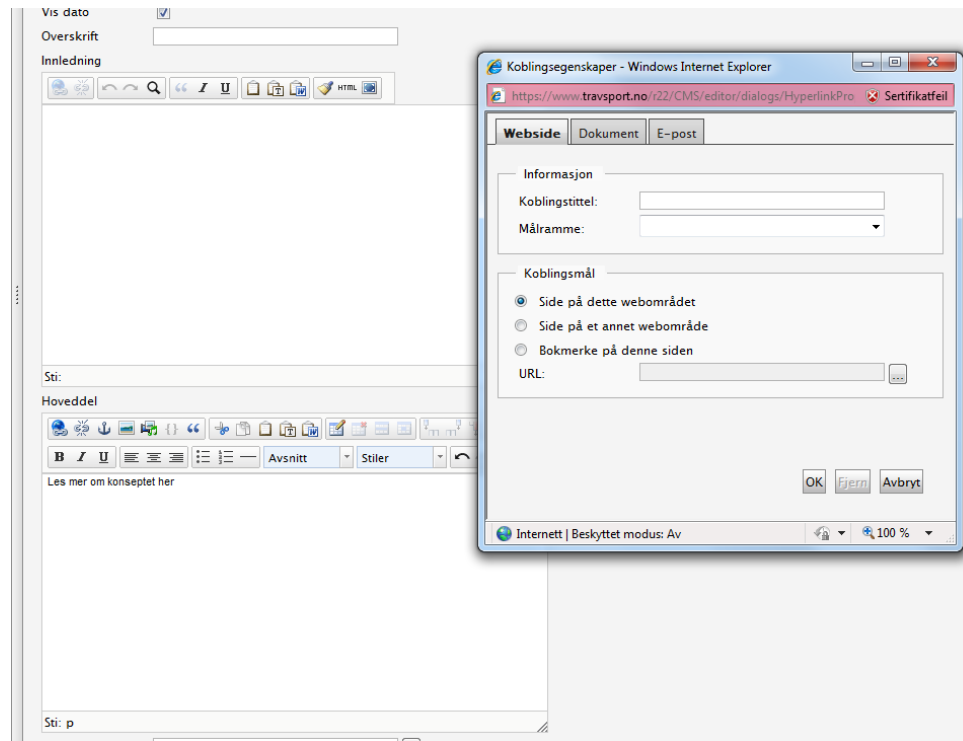 Vis dato
Overskrift
Innledning
HTML
Sti:
Hoveddel
B I U Avsnitt Stiler
Les mer om konseptet her
Sti: p
Koblingsegenskaper - Windows Internet Explorer
https://www.travsport.no/r22/CMS/editor/dialogs/HyperlinkPro Sertifikatfeil
Webside Dokument E-post
Informasjon
Koblingstittel:
Målramme:
Koblingsmål
Side på dette webområdet
Side på et annet webområde
Bokmerke på denne siden
URL: ...
OK Fjern Avbryt
Internett | Beskyttet modus: Av 100 %